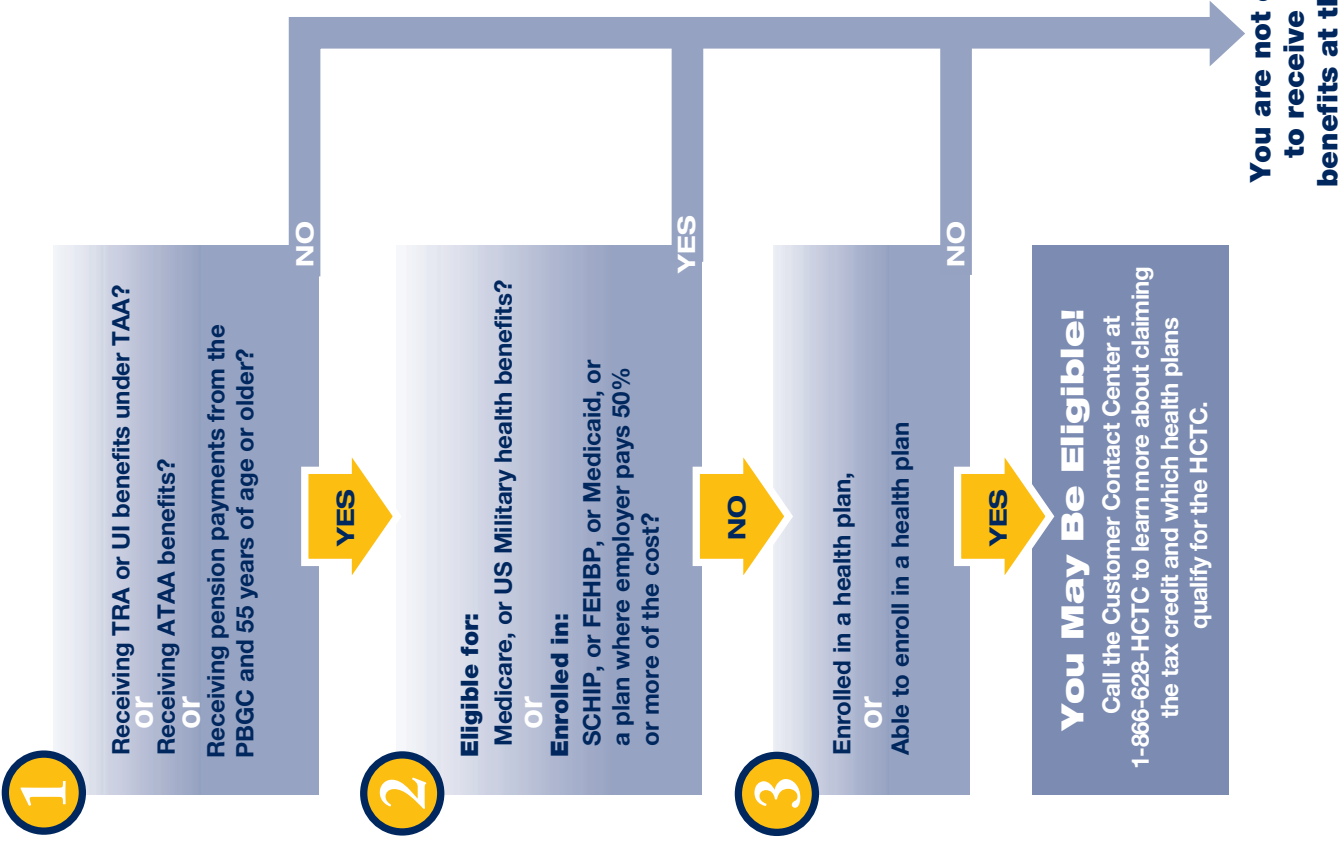 1
Receiving TRA or UI benefits under TAA?
or
Receiving ATAA benefits?
or
Receiving pension payments from the
PBGC and 55 years of age or older?
NO
YES
2
Eligible for:
Medicare, or US Military health benefits?
or
Enrolled in:
SCHIP, or FEHBP, or Medicaid, or
a plan where employer pays 50%
or more of the cost?
YES
NO
3
Enrolled in a health plan,
or
Able to enroll in a health plan
NO
YES
You May Be Eligible!
Call the Customer Contact Center at
1-866-628-HCTC to learn more about claiming
the tax credit and which health plans
qualify for the HCTC.
You are not
to receive
benefits at